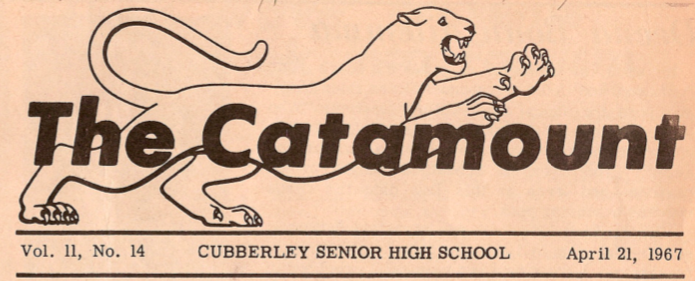 The Catamount
Vol. 11, No. 14 CUBBERLEY SENIOR HIGH SCHOOL April 21, 1967